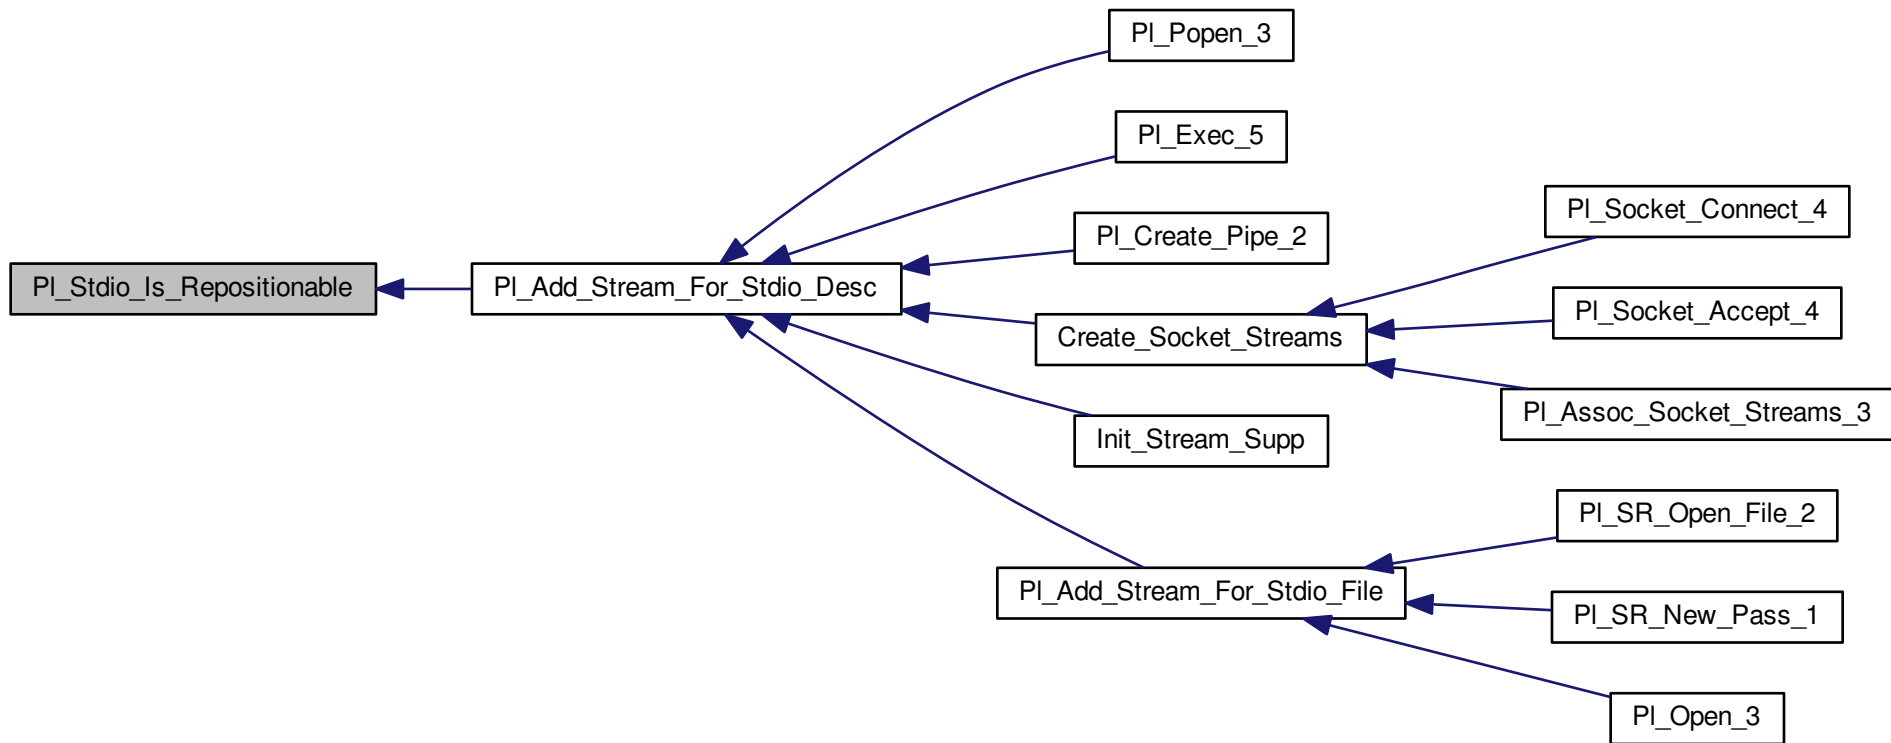 Pl_Popen_3
Pl_Exec_5
Pl_Socket_Connect_4
Pl_Create_Pipe_2
Pl_Stdio_Is_Repositionable
Pl_Add_Stream_For_Stdio_Desc
Pl_Socket_Accept_4
Create_Socket_Streams
Pl_Assoc_Socket_Streams_3
Init_Stream_Supp
Pl_SR_Open_File_2
Pl_Add_Stream_For_Stdio_File
Pl_SR_New_Pass_1
Pl_Open_3